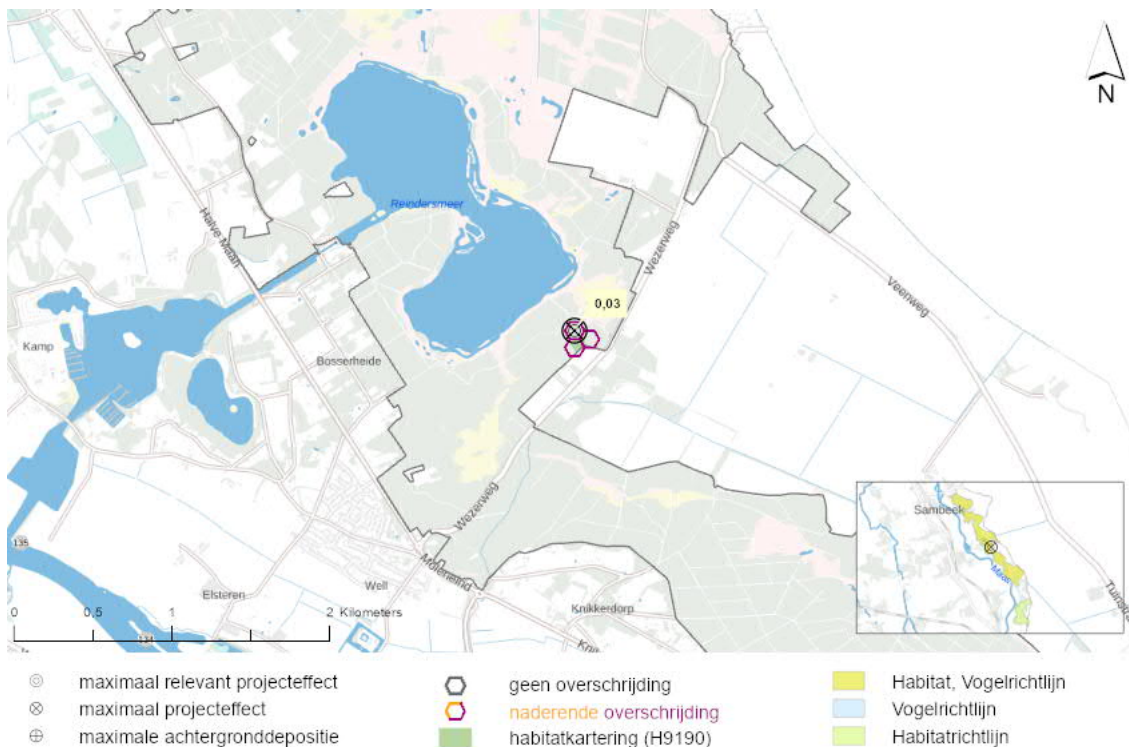 N
Reindersmeer
Halve Maan
Wezerweg
Veenweg
0,03
Kamp
Bosserheide
Wezerweg
Sambeek
Maas
135
Moleneind
Well
Elsteren
Knikkerdorp
0 0,5 1 2 Kilometers
134
maximaal relevant projecteffect
maximaal projecteffect
maximale achtergronddepositie
geen overschrijding
naderende overschrijding
habitatkartering (H9190)
Habitat, Vogelrichtlijn
Vogelrichtlijn
Habitatrichtlijn